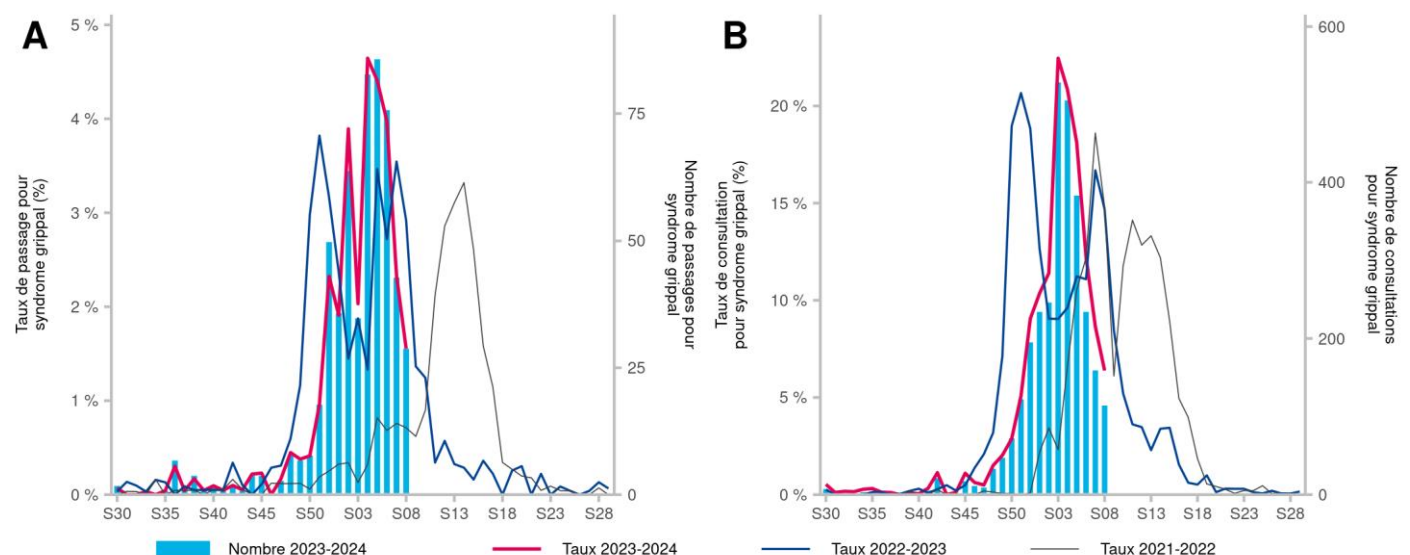 A
Taux de passage pour
syndrome grippal (%)
5 %
4 %
3 %
2 %
1 %
0 %
75
50
25
0
Nombre de passages pour
syndrome grippal
S30 S35 S40 S45 S50 S03 S08 S13 S18 S23 S28
B
Taux de consultation
pour syndrome grippal (%)
20 %
15 %
10 %
5 %
0 %
600
400
200
0
Nombre de consultations
pour syndrome grippal
S30 S35 S40 S45 S50 S03 S08 S13 S18 S23 S28
Nombre 2023-2024 Taux 2023-2024 Taux 2022-2023 Taux 2021-2022